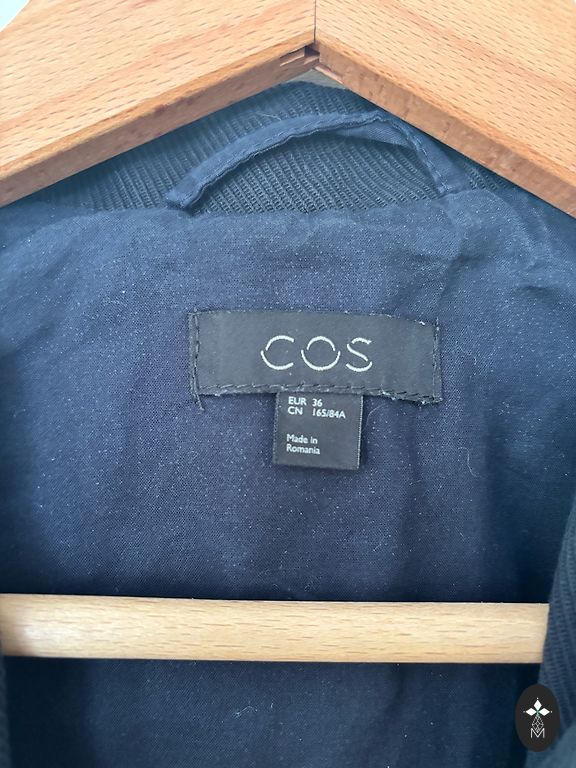 COS
EUR 36
CN 165/84A
Made in
Romania
M